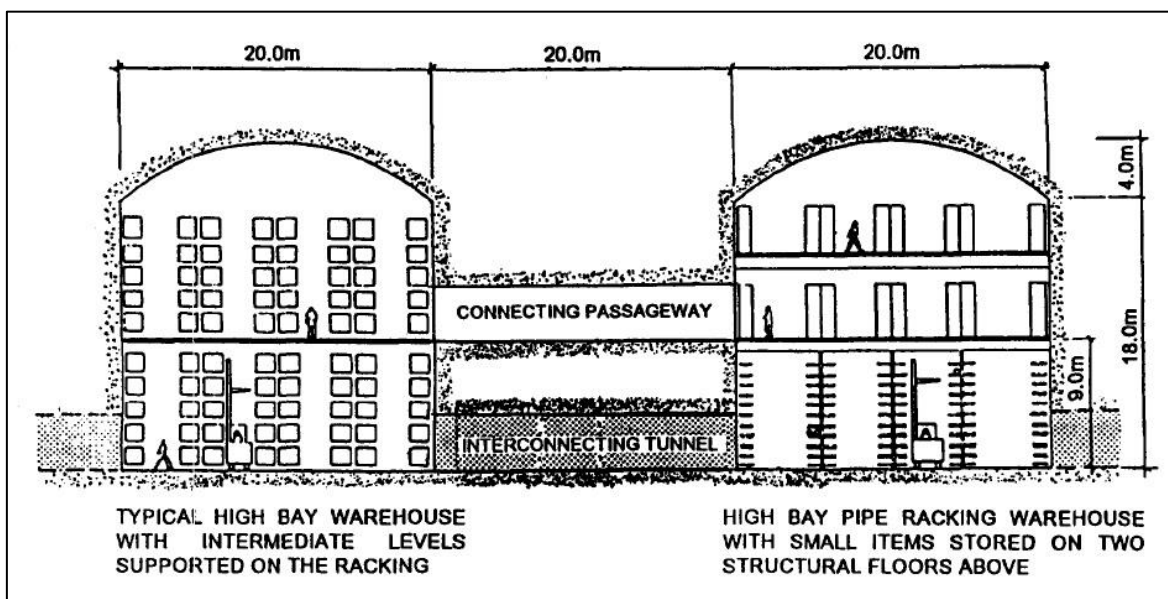 20.0m 20.0m 20.0m
4.0m
CONNECTING PASSAGEWAY
18.0m
9.0m
INTERCONNECTING TUNNEL
TYPICAL HIGH BAY WAREHOUSE
WITH INTERMEDIATE LEVELS
SUPPORTED ON THE RACKING
HIGH BAY PIPE RACKING WAREHOUSE
WITH SMALL ITEMS STORED ON TWO
STRUCTURAL FLOORS ABOVE